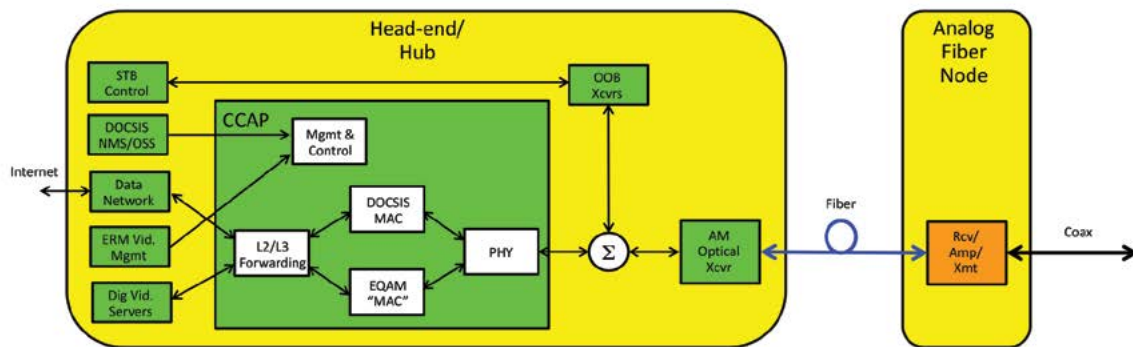 Head-end/
Hub
Analog
Fiber
Node
STB
Control
OOB
Xcvrs
CCAP
DOCSIS
NMS/OSS
Mgmt &
Control
Internet
Data
Network
DOCSIS
MAC
Fiber
Coax
ERM Vid.
Mgmt
L2/L3
Forwarding
PHY
Σ
AM
Optical
Xcvr
Rcv/
Amp/
Xmt
Dig Vid.
Servers
EQAM
“MAC”